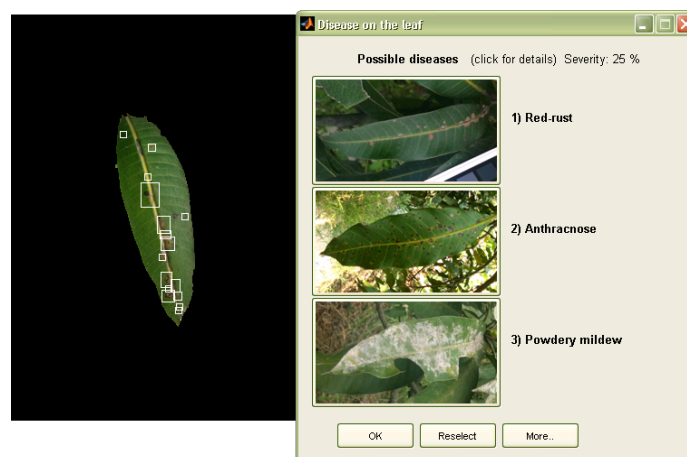 Disease on the leaf
Possible diseases (click for details) Severity: 25 %
1) Red-rust
2) Anthracnose
3) Powdery mildew
OK Reselect More..